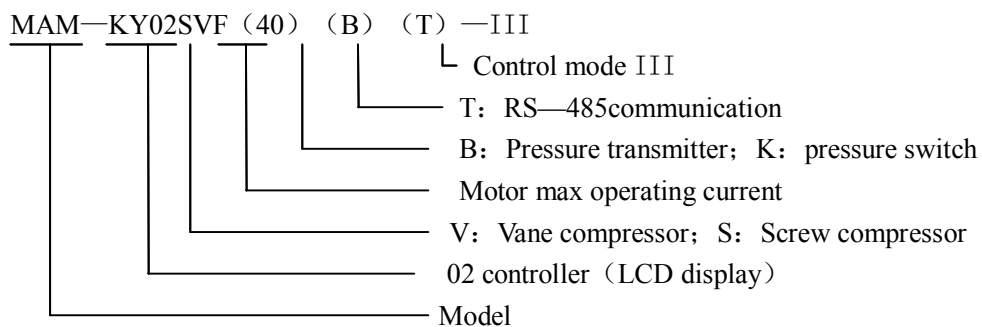 MAM—KY02SVF（40）（B）（T）—III
Control mode III
T：RS—485communication
B：Pressure transmitter；K：pressure switch
Motor max operating current
V：Vane compressor；S：Screw compressor
02 controller（LCD display）
Model